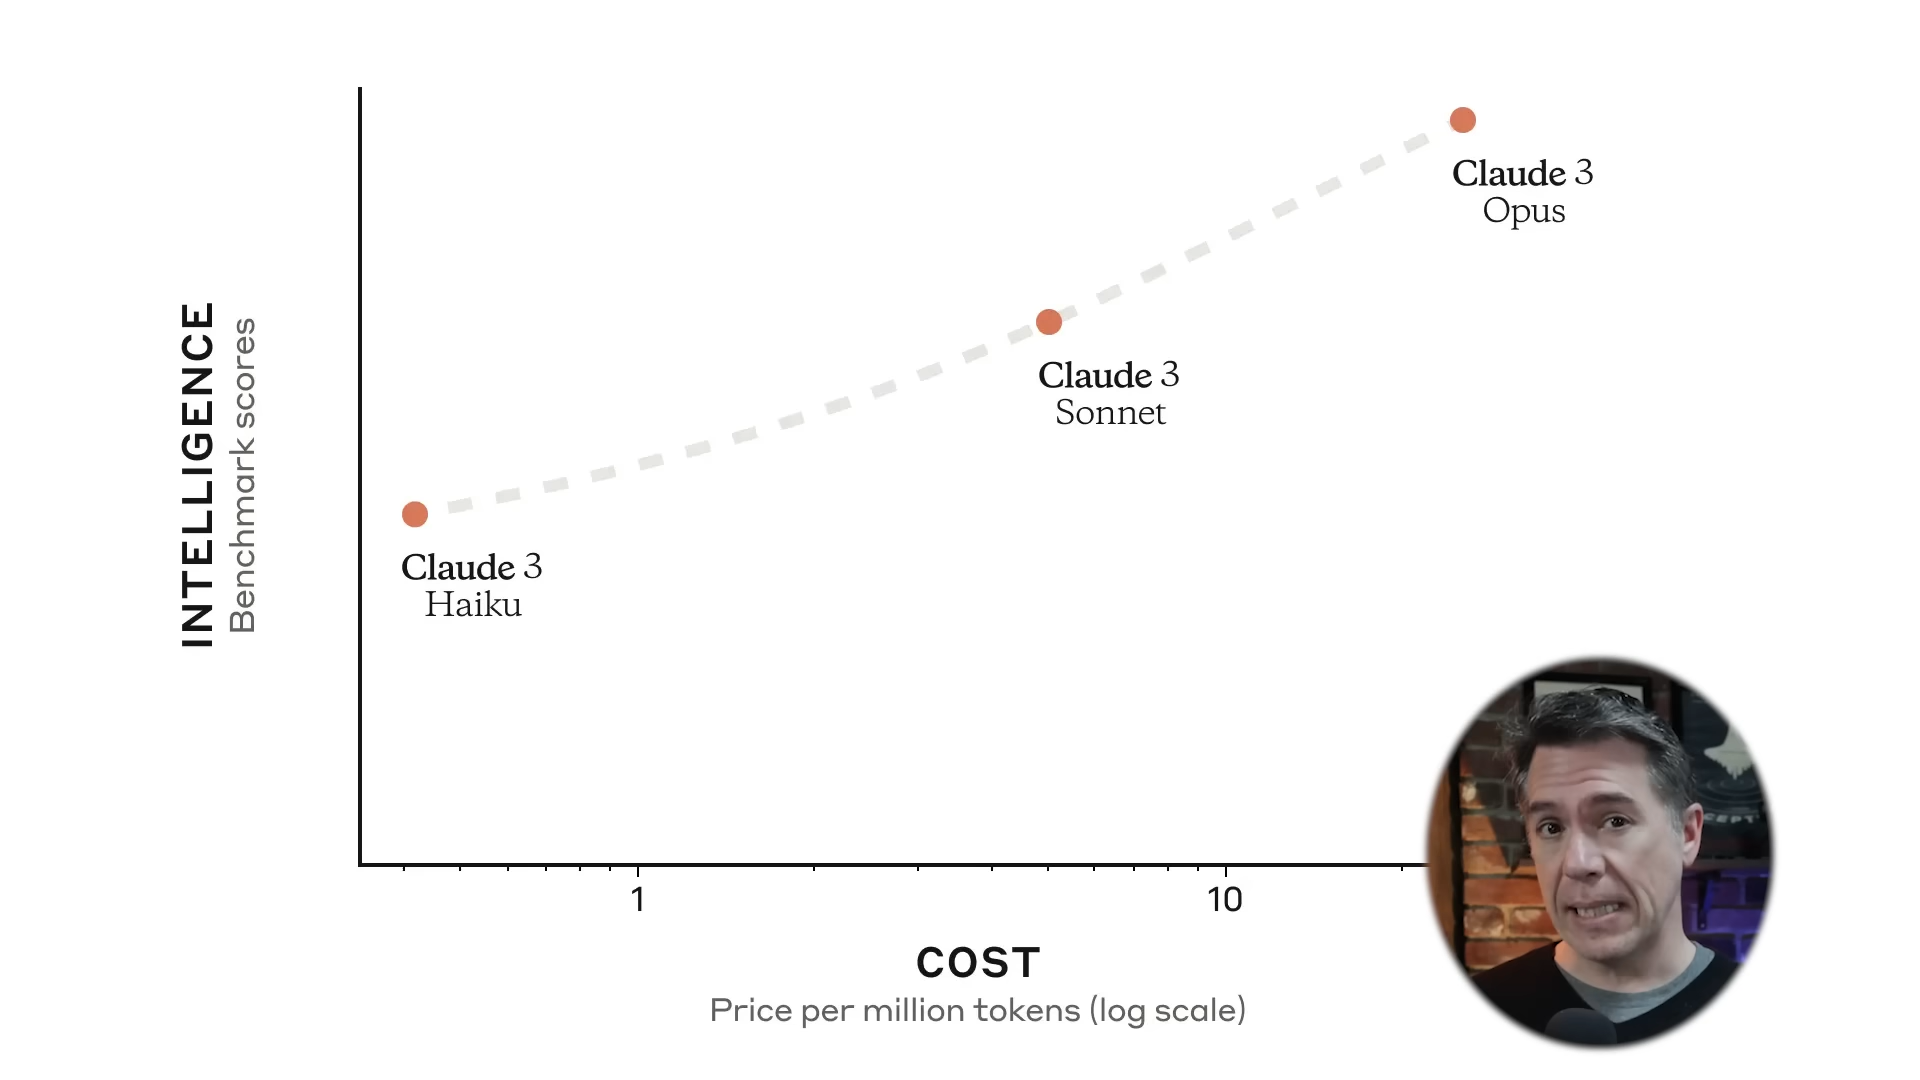 INTELLIGENCE
Benchmark scores
Claude 3
Opus
Claude 3
Sonnet
Claude 3
Haiku
1
10
COST
Price per million tokens (log scale)